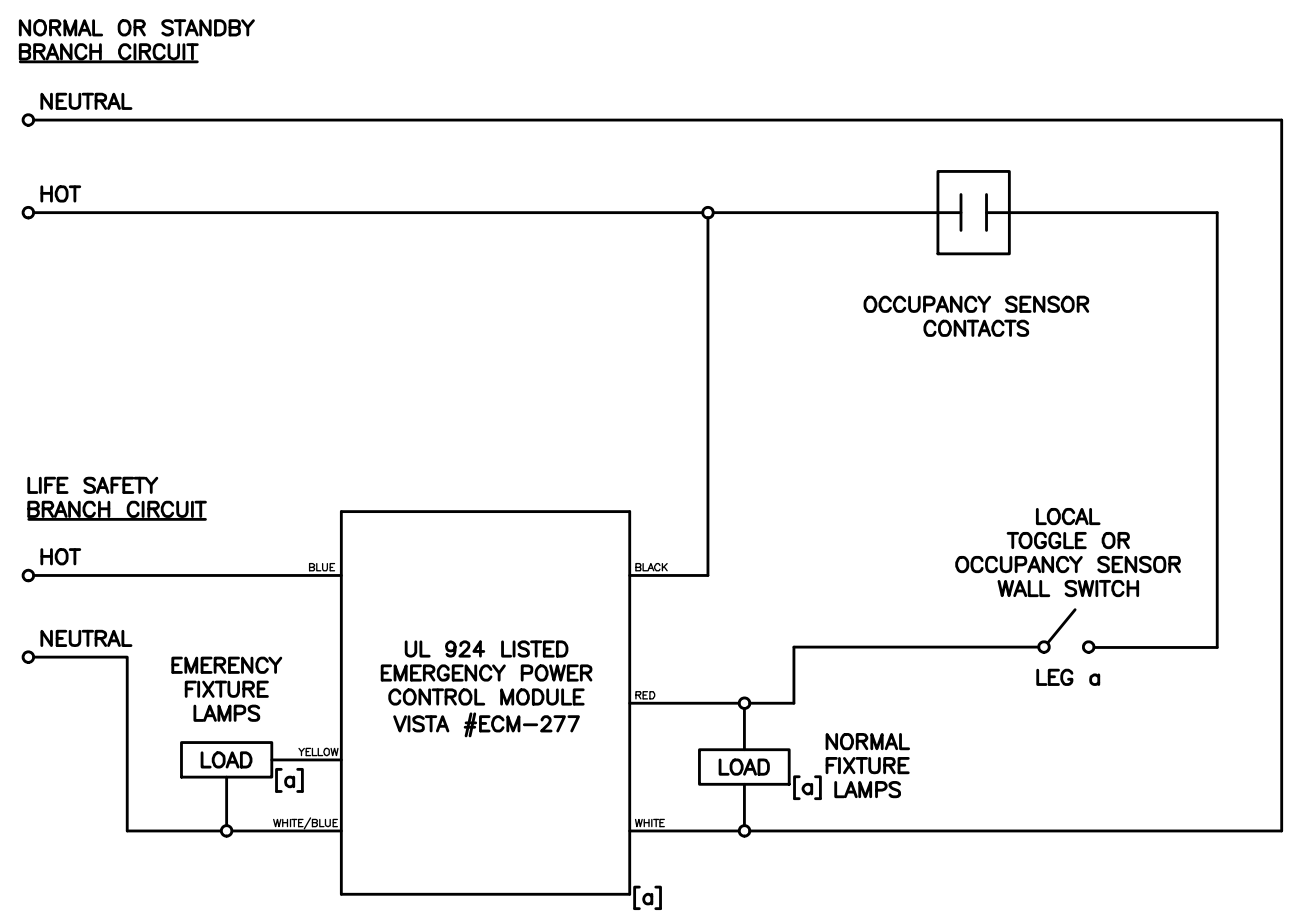 NORMAL OR STANDBY
BRANCH CIRCUIT
NEUTRAL
HOT
OCCUPANCY SENSOR
CONTACTS
LIFE SAFETY
BRANCH CIRCUIT
HOT
BLUE
BLACK
LOCAL
TOGGLE OR
OCCUPANCY SENSOR
WALL SWITCH
LEG a
NEUTRAL
EMERENCY
FIXTURE
LAMPS
UL 924 LISTED
EMERGENCY POWER
CONTROL MODULE
VISTA #ECM-277
RED
YELLOW
LOAD
[a]
LOAD
[a]
NORMAL
FIXTURE
LAMPS
WHITE/BLUE
WHITE
[a]